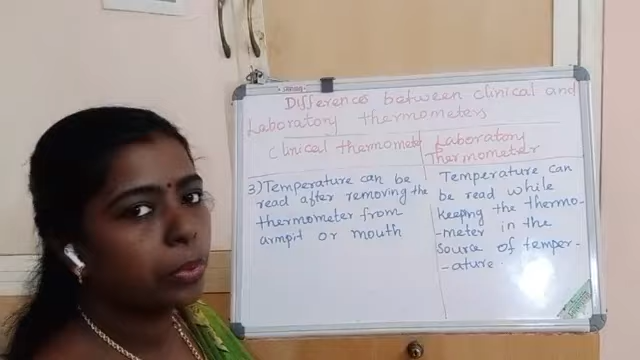 Difference between clinical and
Laboratory thermometers
Clinical thermometer
3) Temperature can be
read after removing the
thermometer from
armpit or mouth
Laboratory
Thermometer
Temperature can
be read while
keeping the thermo-
-meter in the
source of temper-
-ature.